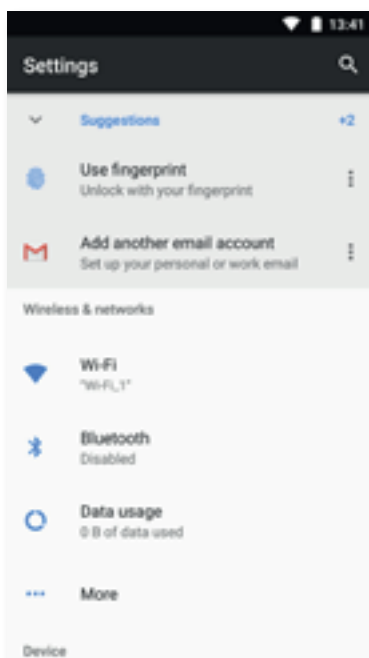 13:41
Settings
Suggestions +2
Use fingerprint
Unlock with your fingerprint
Add another email account
Set up your personal or work email
Wireless & networks
Wi-Fi
"Wi-Fi_1"
Bluetooth
Disabled
Data usage
0 B of data used
More
Device